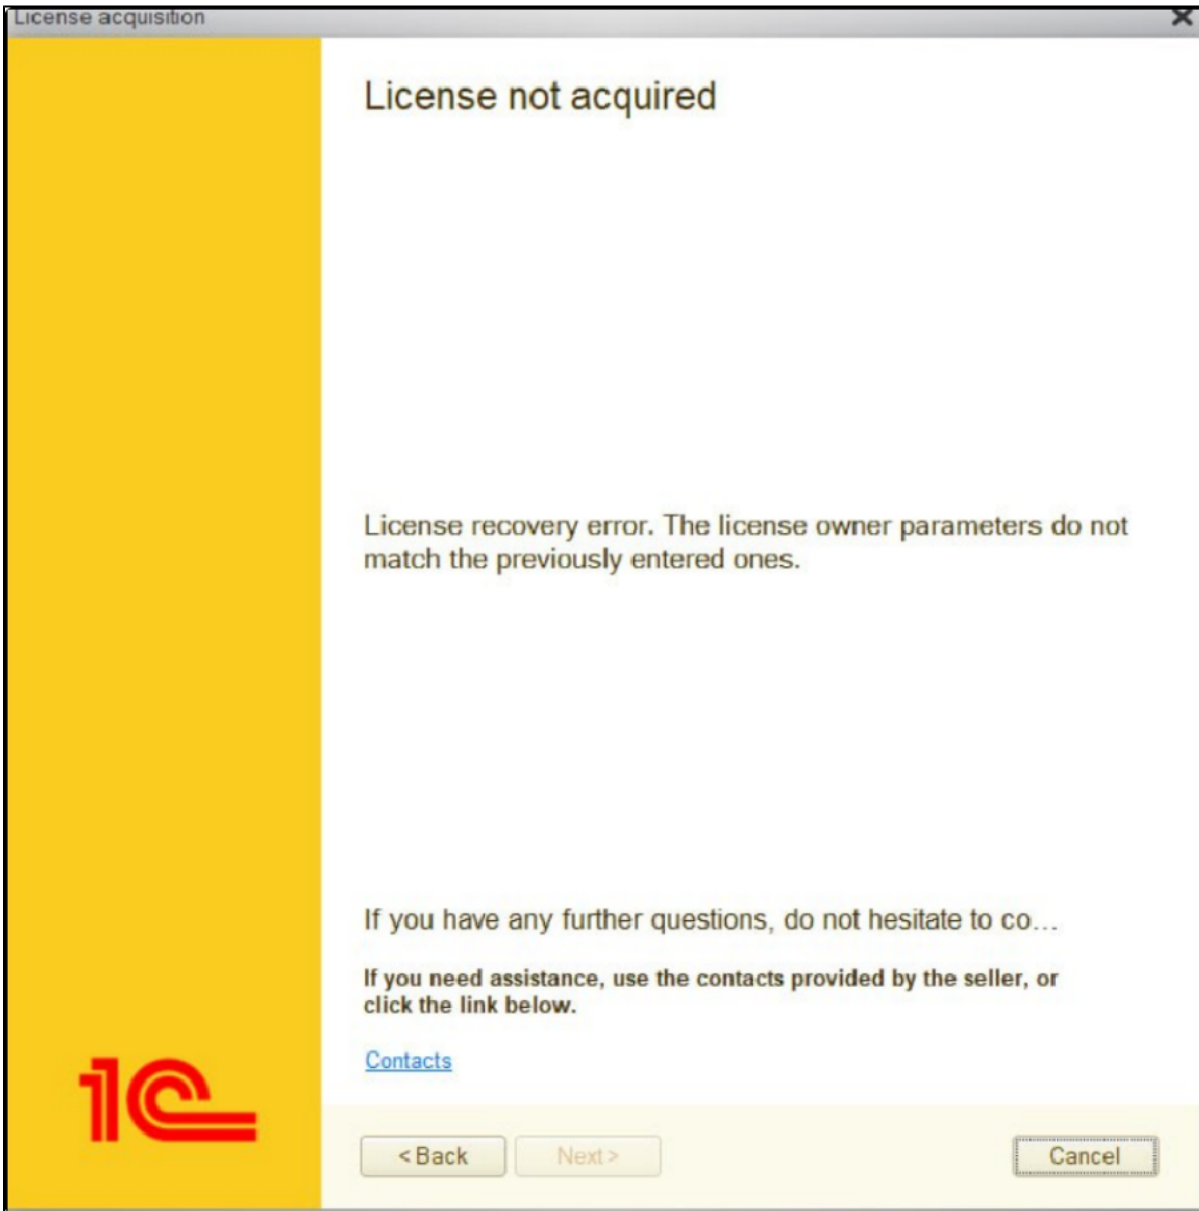 License acquisition
License not acquired
License recovery error. The license owner parameters do not
match the previously entered ones.
If you have any further questions, do not hesitate to co...
If you need assistance, use the contacts provided by the seller, or
click the link below.
Contacts
1C
< Back
Next >
Cancel